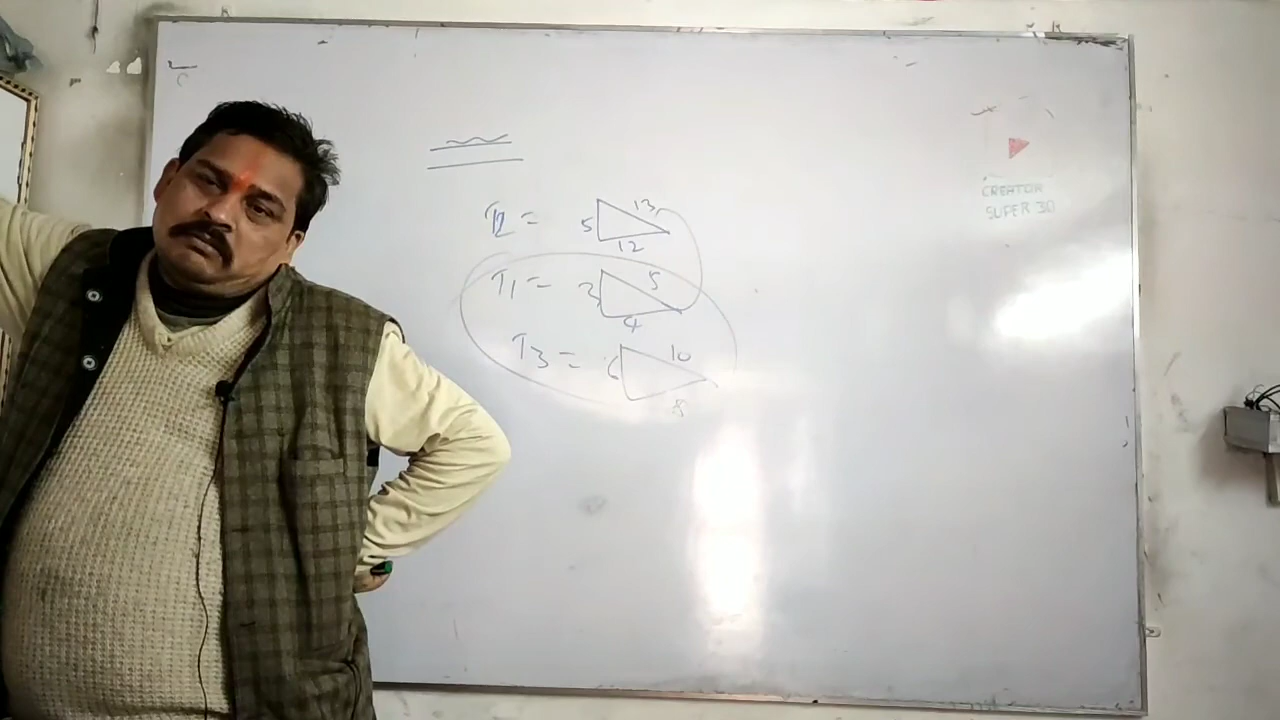 T2 = 5 13 12
T1 = 3 5 4
T3 = 6 10 8
CREATOR
SUPER 30